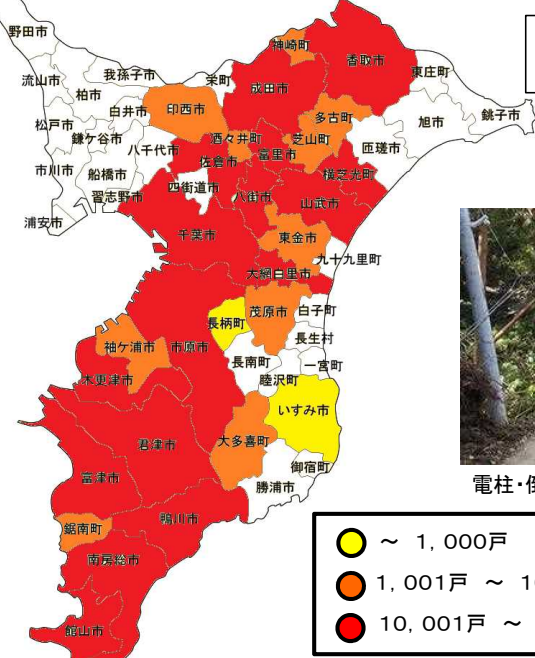 野田市
流山市
柏市
我孫子市
栄町
神崎町
香取市
東庄町
銚子市
旭市
匝瑳市
多古町
成田市
印西市
白井市
松戸市
鎌ケ谷市
八千代市
酒々井町
富里市
芝山町
横芝光町
佐倉市
市川市
船橋市
習志野市
四街道市
八街市
山武市
浦安市
千葉市
東金市
九十九里町
大網白里市
白子町
長柄町
茂原市
長生村
袖ケ浦市
市原市
長南町
一宮町
睦沢町
木更津市
いすみ市
君津市
大多喜町
御宿町
勝浦市
富津市
鋸南町
鴨川市
南房総市
館山市
電柱・倒
～ 1,000戸
1,001戸 ～ 1
10,001戸 ～